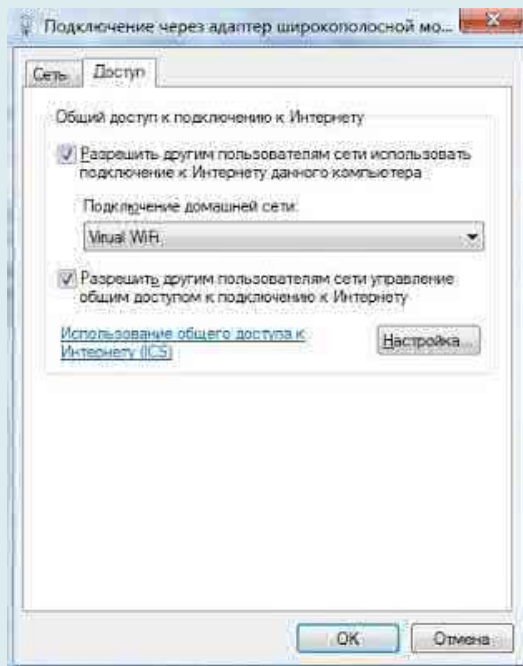 Подключение через адаптер широкополосной мо...
Сеть Доступ
Общий доступ к подключению к Интернету
Разрешить другим пользователям сети использовать
подключение к Интернету данного компьютера
Подключение домашней сети:
Virual WiFi
Разрешить другим пользователям сети управление
общим доступом к подключению к Интернету
Использование общего доступа к
Интернету (ICS)
Настройка...
OK Отмена